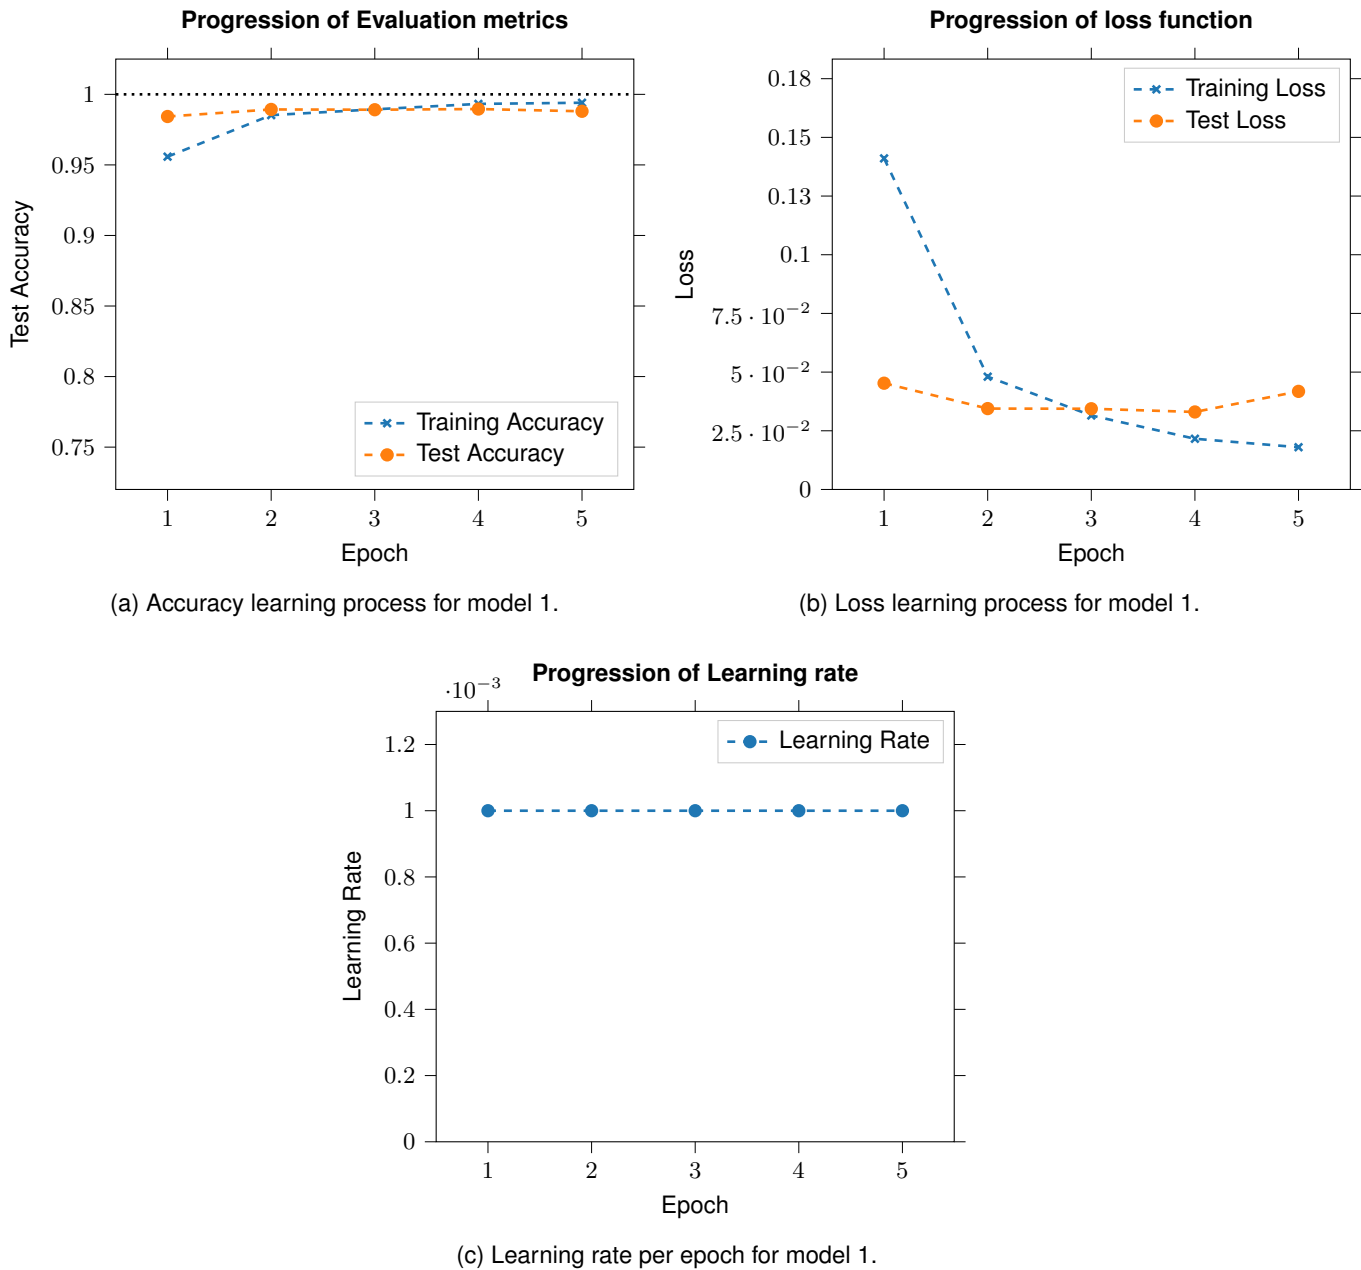 Progression of Evaluation metrics
1
0.95
0.9
0.85
0.8
0.75
Test Accuracy
Training Accuracy
Test Accuracy
1 2 3 4 5
Epoch
(a) Accuracy learning process for model 1.
Progression of loss function
0.18
0.15
0.13
0.1
7.5 · 10⁻²
5 · 10⁻²
2.5 · 10⁻²
0
Loss
Training Loss
Test Loss
1 2 3 4 5
Epoch
(b) Loss learning process for model 1.
Progression of Learning rate
·10⁻³
1.2
1
0.8
0.6
0.4
0.2
0
Learning Rate
Learning Rate
1 2 3 4 5
Epoch
(c) Learning rate per epoch for model 1.